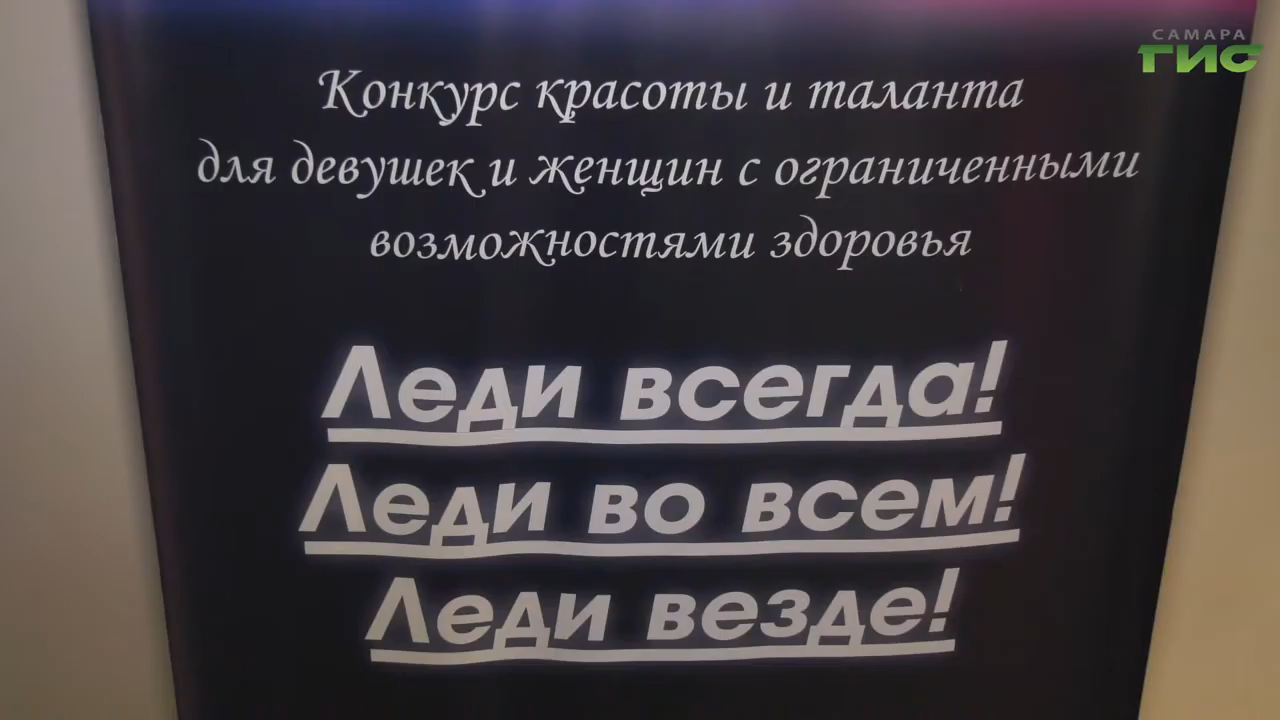 САМАРА
ГИС
Конкурс красоты и таланта
для девушек и женщин с ограниченными
возможностями здоровья
Леди всегда!
Леди во всем!
Леди везде!